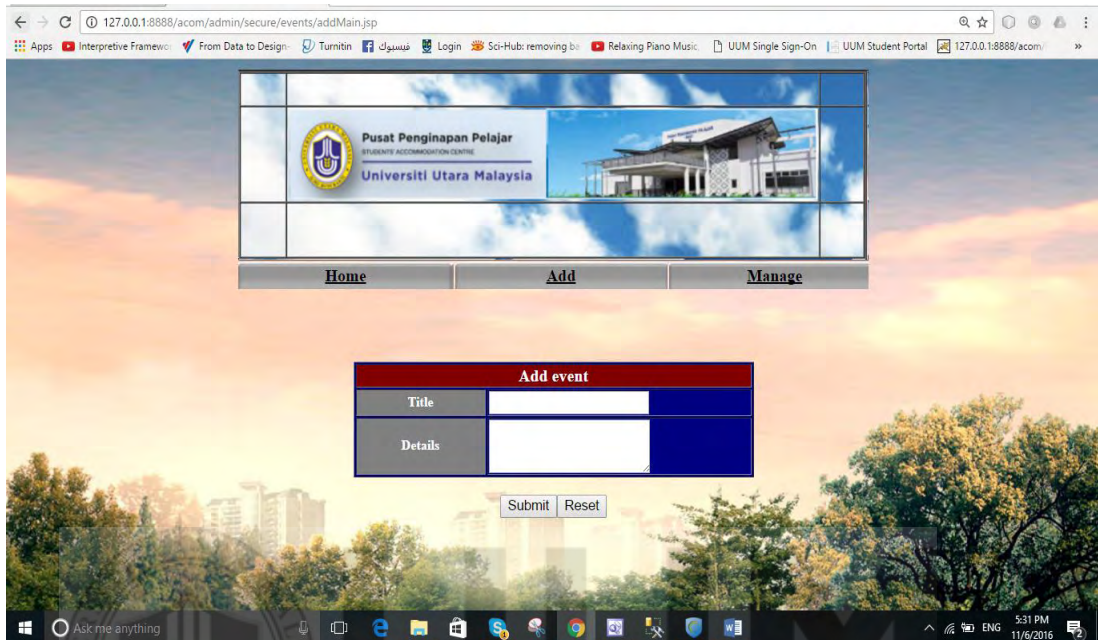 127.0.0.1:8888/acom/admin/secure/events/addMain.jsp
Apps Interpretive Framewo From Data to Design- Turnitin فيسبوك Login Sci-Hub: removing ba Relaxing Piano Music, UUM Single Sign-On UUM Student Portal 127.0.0.1:8888/acom/ »
Pusat Penginapan Pelajar
STUDENTS' ACCOMMODATION CENTRE
Universiti Utara Malaysia
Home Add Manage
Add event
Title
Details
Submit Reset
Ask me anything
ENG 5:31 PM
11/6/2016